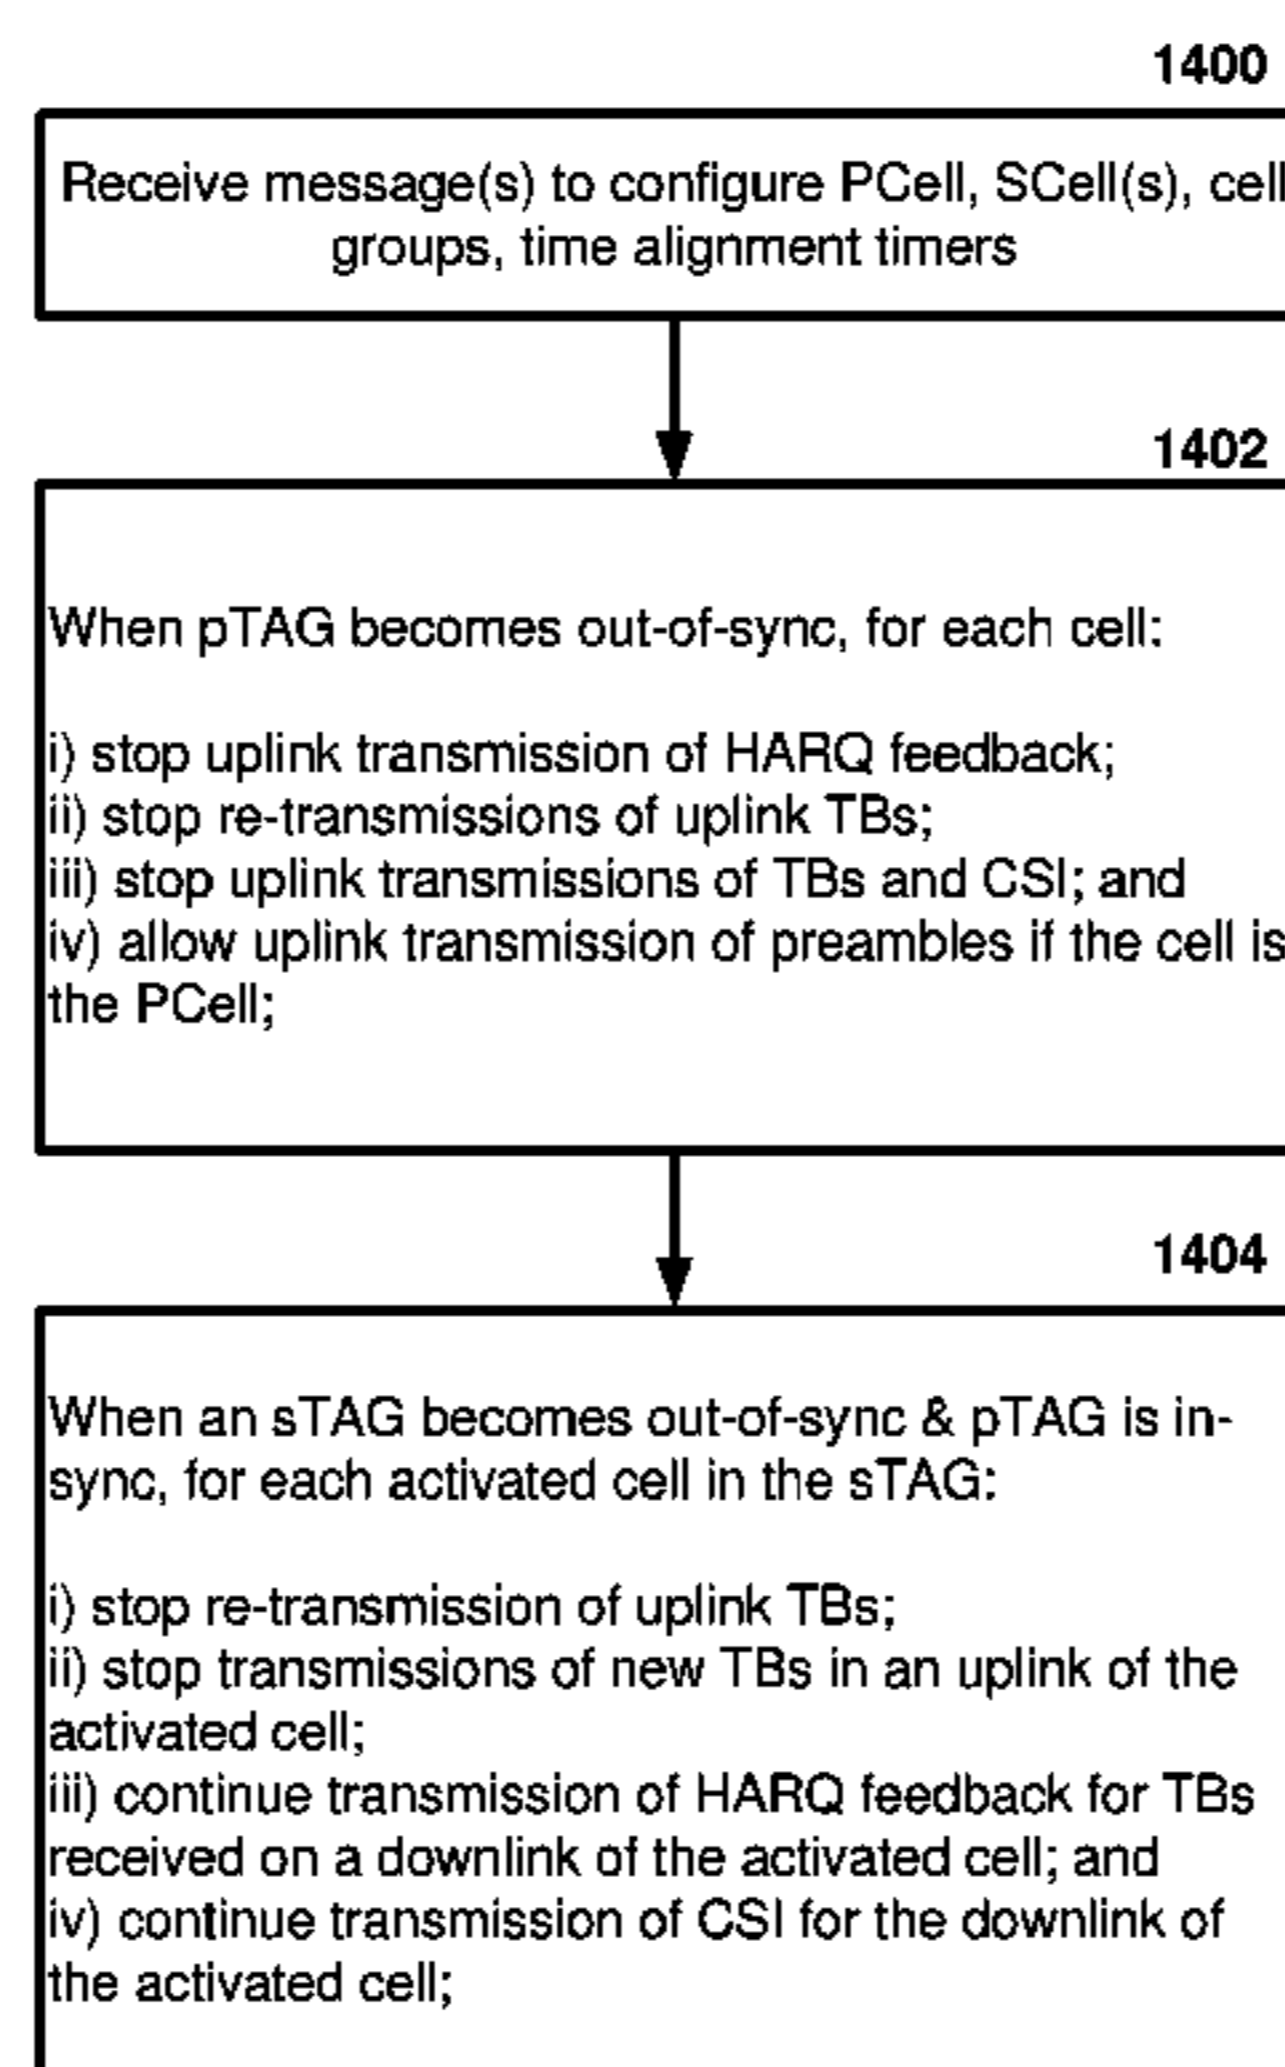 1400
Receive message(s) to configure PCell, SCell(s), cell
groups, time alignment timers
1402
When pTAG becomes out-of-sync, for each cell:
i) stop uplink transmission of HARQ feedback;
ii) stop re-transmissions of uplink TBs;
iii) stop uplink transmissions of TBs and CSI; and
iv) allow uplink transmission of preambles if the cell is
the PCell;
1404
When an sTAG becomes out-of-sync & pTAG is in-
sync, for each activated cell in the sTAG:
i) stop re-transmission of uplink TBs;
ii) stop transmissions of new TBs in an uplink of the
activated cell;
iii) continue transmission of HARQ feedback for TBs
received on a downlink of the activated cell; and
iv) continue transmission of CSI for the downlink of
the activated cell;